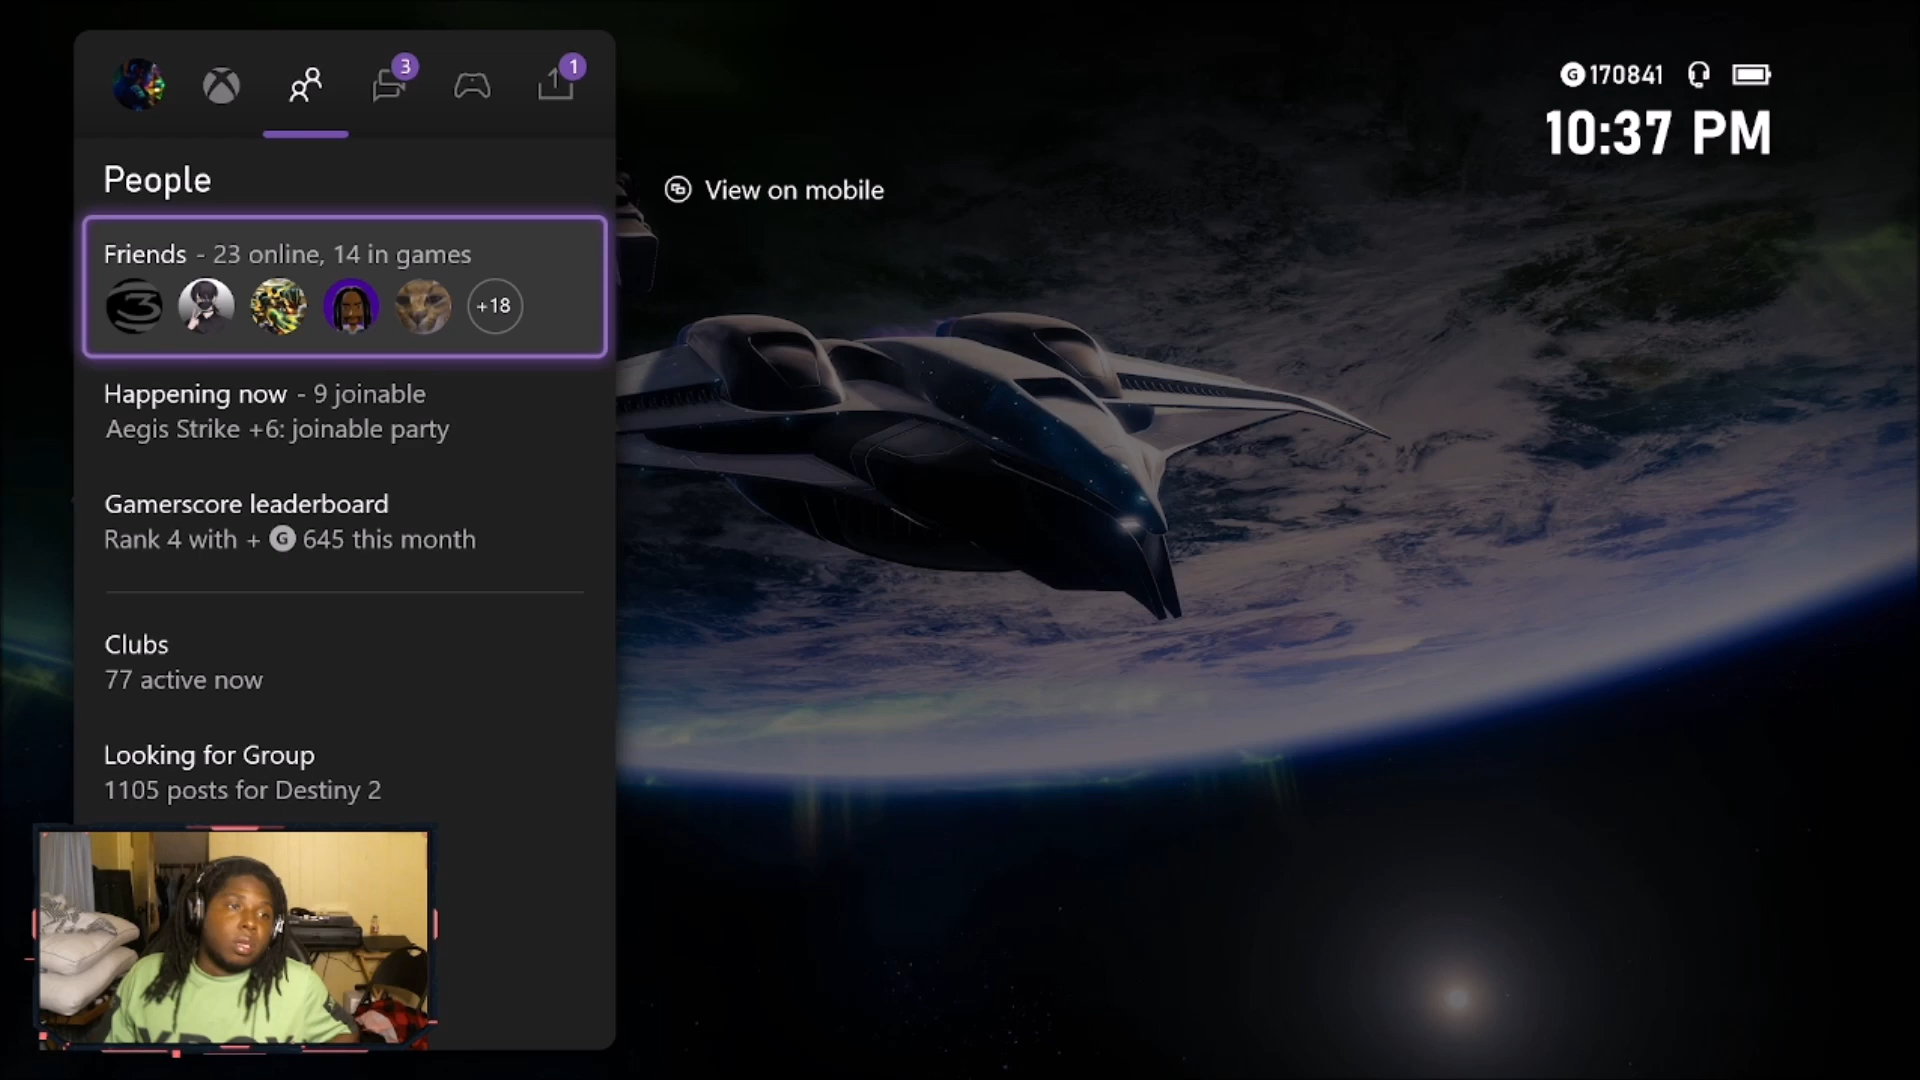 3
1
170841
10:37 PM
People
View on mobile
Friends - 23 online, 14 in games
+18
Happening now - 9 joinable
Aegis Strike +6: joinable party
Gamerscore leaderboard
Rank 4 with + G 645 this month
Clubs
77 active now
Looking for Group
1105 posts for Destiny 2
XBOX